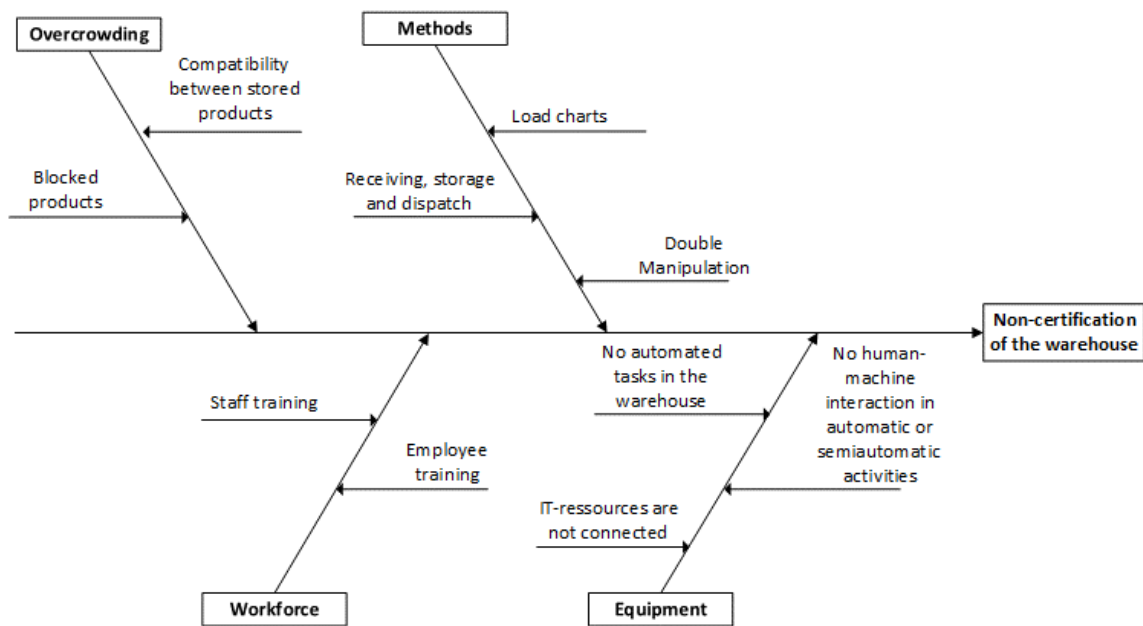 Overcrowding
Methods
Compatibility
between stored
products
Load charts
Blocked
products
Receiving, storage
and dispatch
Double
Manipulation
Non-certification
of the warehouse
No automated
tasks in the
warehouse
No human-
machine
interaction in
automatic or
semiautomatic
activities
Staff training
Employee
training
IT-ressources are
not connected
Workforce
Equipment